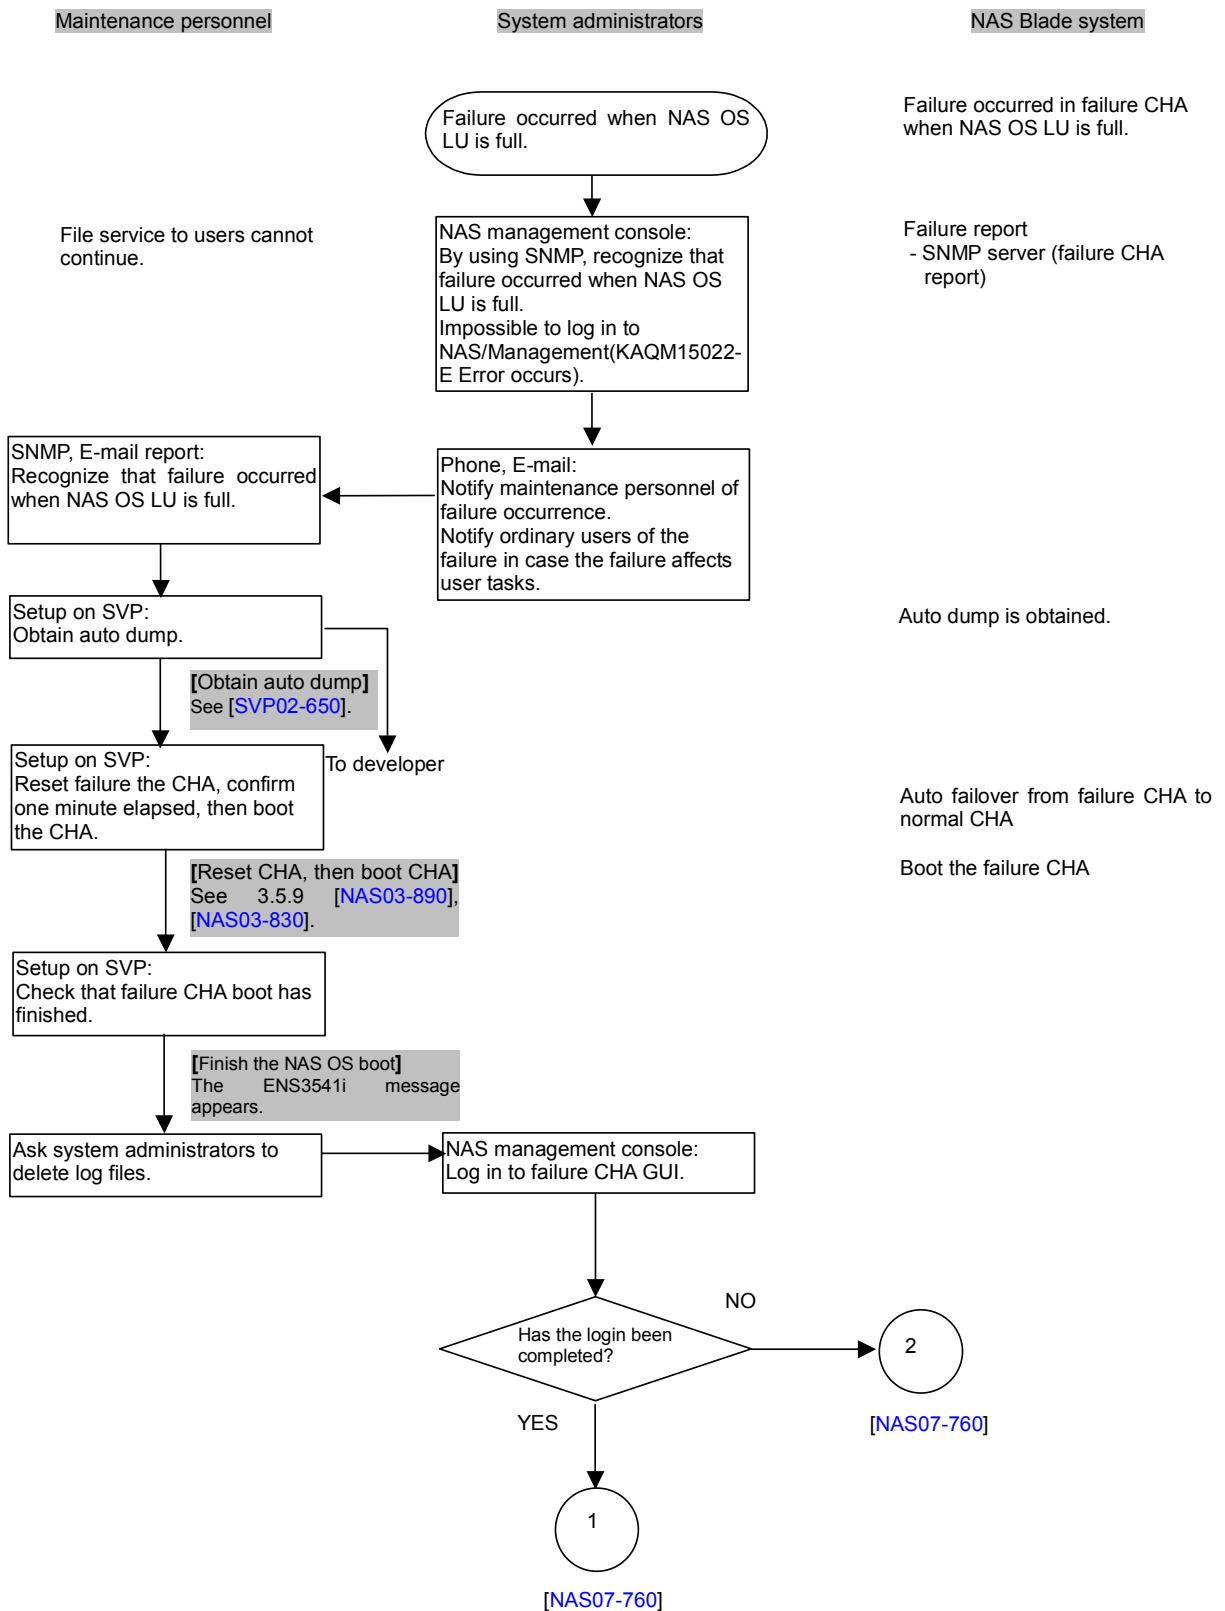 Maintenance personnel
System administrators
NAS Blade system
Failure occurred when NAS OS
LU is full.
Failure occurred in failure CHA
when NAS OS LU is full.
File service to users cannot
continue.
NAS management console:
By using SNMP, recognize that
failure occurred when NAS OS
LU is full.
Impossible to log in to
NAS/Management(KAQM15022-
E Error occurs).
Failure report
- SNMP server (failure CHA
report)
SNMP, E-mail report:
Recognize that failure occurred
when NAS OS LU is full.
Phone, E-mail:
Notify maintenance personnel of
failure occurrence.
Notify ordinary users of the
failure in case the failure affects
user tasks.
Setup on SVP:
Obtain auto dump.
Auto dump is obtained.
[Obtain auto dump]
See [SVP02-650].
To developer
Setup on SVP:
Reset failure the CHA, confirm
one minute elapsed, then boot
the CHA.
Auto failover from failure CHA to
normal CHA
Boot the failure CHA
[Reset CHA, then boot CHA]
See 3.5.9 [NAS03-890],
[NAS03-830].
Setup on SVP:
Check that failure CHA boot has
finished.
[Finish the NAS OS boot]
The ENS3541i message
appears.
Ask system administrators to
delete log files.
NAS management console:
Log in to failure CHA GUI.
Has the login been
completed?
NO
2
[NAS07-760]
YES
1
[NAS07-760]